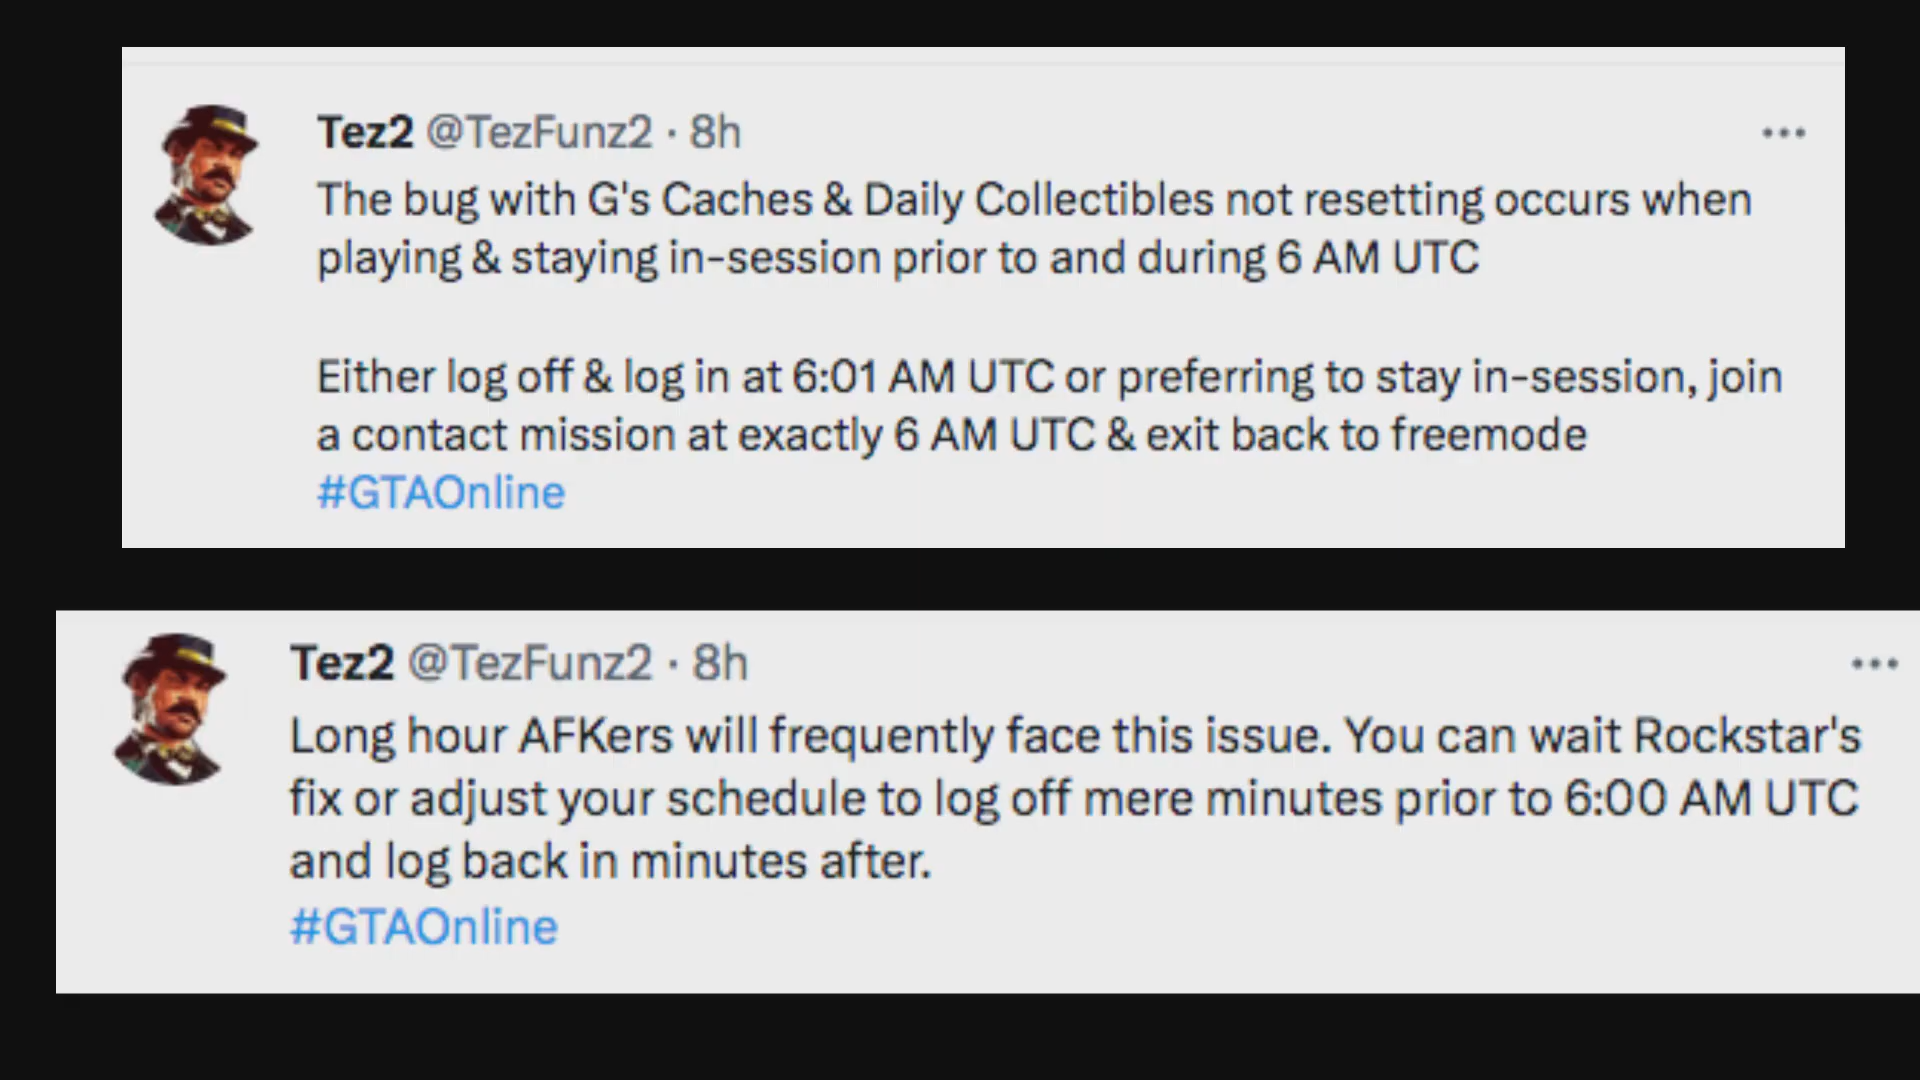 Tez2 @TezFunz2 · 8h
The bug with G's Caches & Daily Collectibles not resetting occurs when
playing & staying in-session prior to and during 6 AM UTC
Either log off & log in at 6:01 AM UTC or preferring to stay in-session, join
a contact mission at exactly 6 AM UTC & exit back to freemode
#GTAOnline
Tez2 @TezFunz2 · 8h
Long hour AFKers will frequently face this issue. You can wait Rockstar's
fix or adjust your schedule to log off mere minutes prior to 6:00 AM UTC
and log back in minutes after.
#GTAOnline